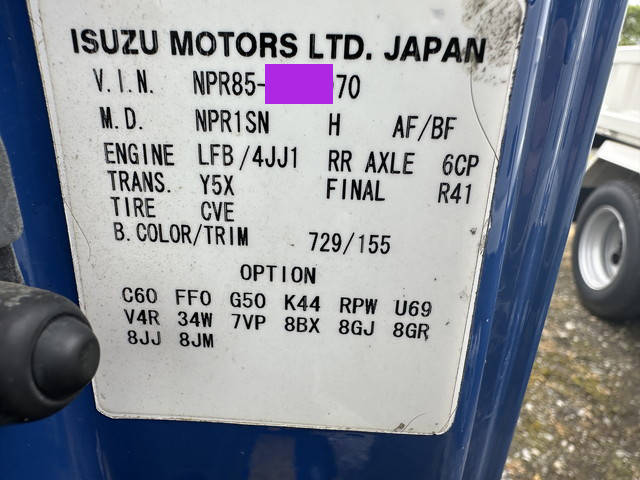 ISUZU MOTORS LTD. JAPAN
V.I.N. NPR85- 70
M.D. NPR1SN H AF/BF
ENGINE LFB/4JJ1 RR AXLE 6CP
TRANS. Y5X FINAL R41
TIRE CVE
B.COLOR/TRIM 729/155
OPTION
C60 FF0 G50 K44 RPW U69
V4R 34W 7VP 8BX 8GJ 8GR
8JJ 8JM